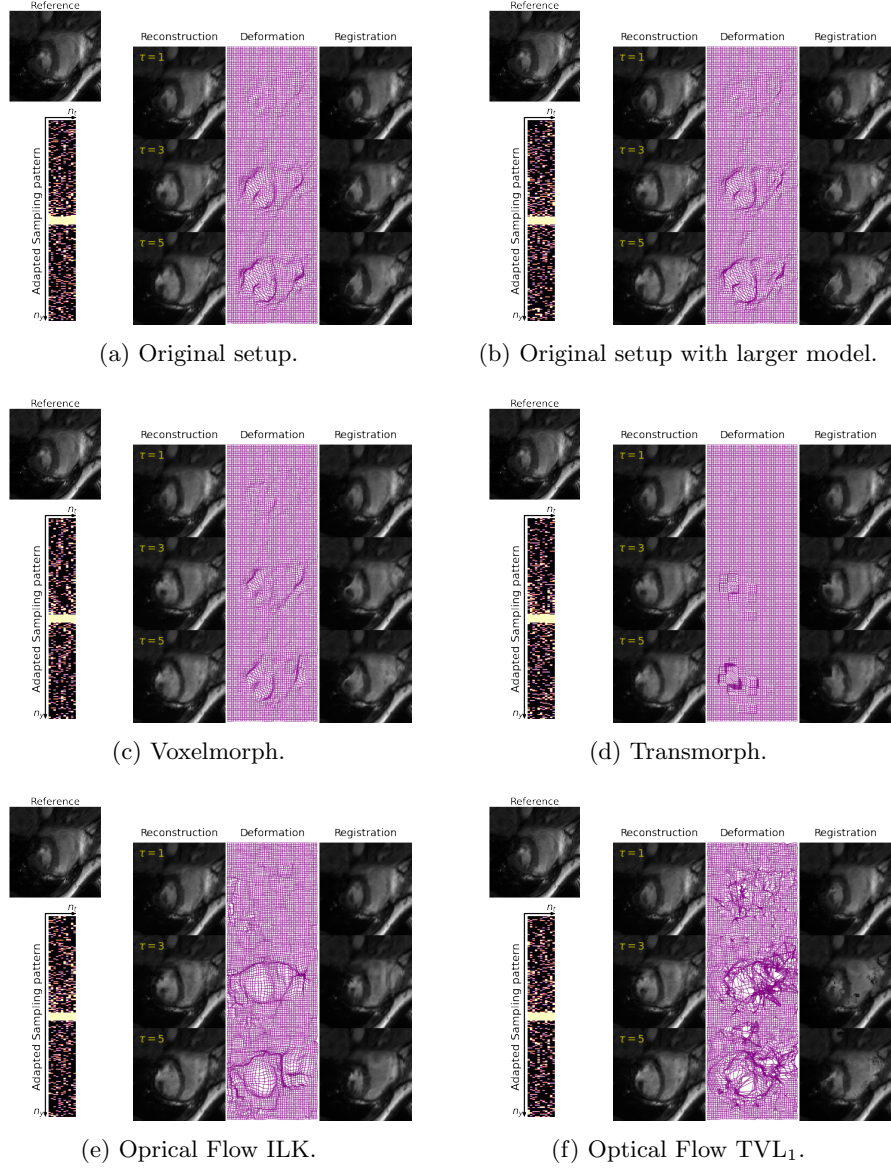 Reference
Reconstruction Deformation Registration
τ = 1
n_t
Adapted Sampling pattern
τ = 3
τ = 5
n_y
(a) Original setup.
Reference
Reconstruction Deformation Registration
τ = 1
n_t
Adapted Sampling pattern
τ = 3
τ = 5
n_y
(b) Original setup with larger model.
Reference
Reconstruction Deformation Registration
τ = 1
n_t
Adapted Sampling pattern
τ = 3
τ = 5
n_y
(c) Voxelmorph.
Reference
Reconstruction Deformation Registration
τ = 1
n_t
Adapted Sampling pattern
τ = 3
τ = 5
n_y
(d) Transmorph.
Reference
Reconstruction Deformation Registration
τ = 1
n_t
Adapted Sampling pattern
τ = 3
τ = 5
n_y
(e) Oprical Flow ILK.
Reference
Reconstruction Deformation Registration
τ = 1
n_t
Adapted Sampling pattern
τ = 3
τ = 5
n_y
(f) Optical Flow TVL₁.